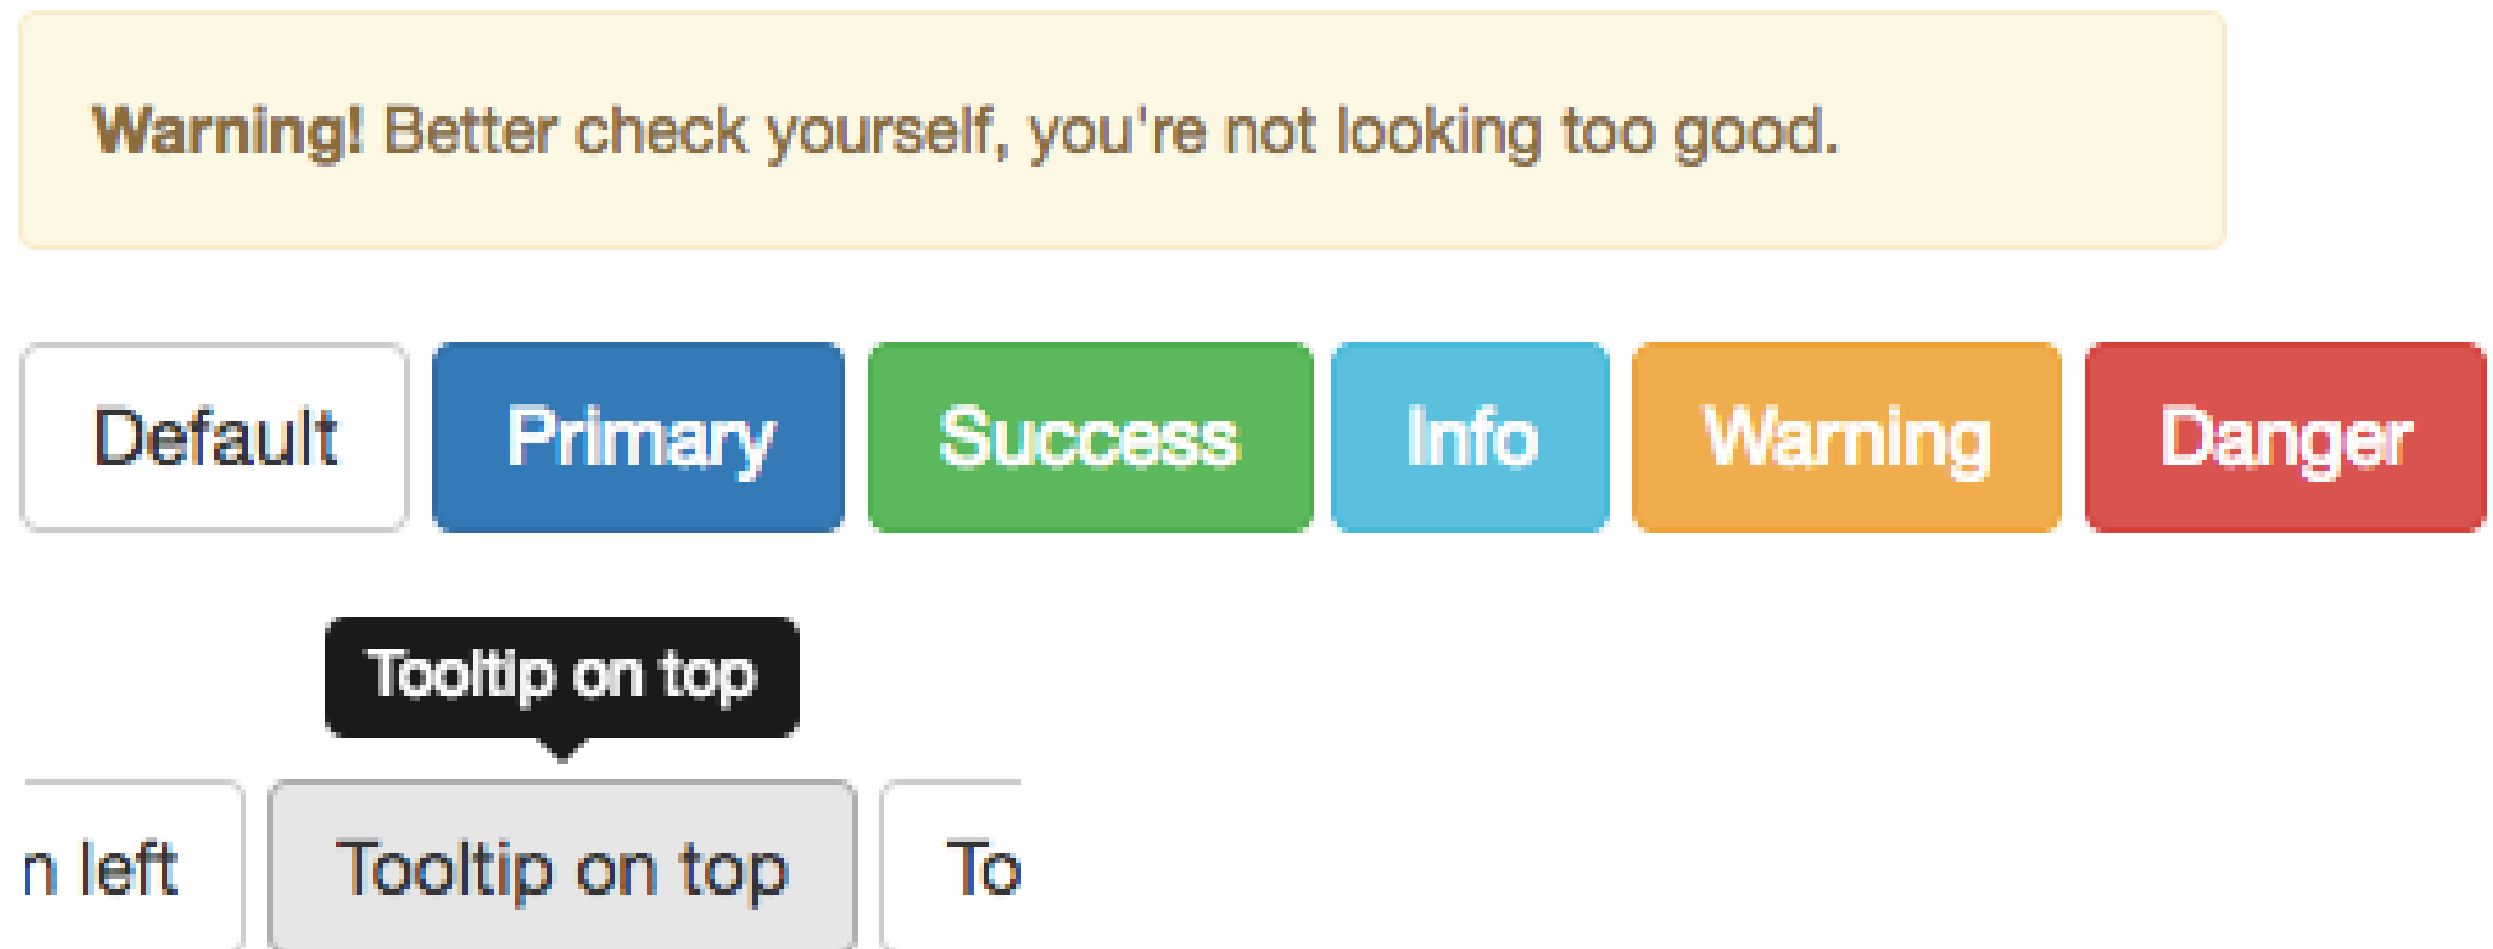 Warning! Better check yourself, you're not looking too good.
Default Primary Success Info Warning Danger
Tooltip on top
n left Tooltip on top To